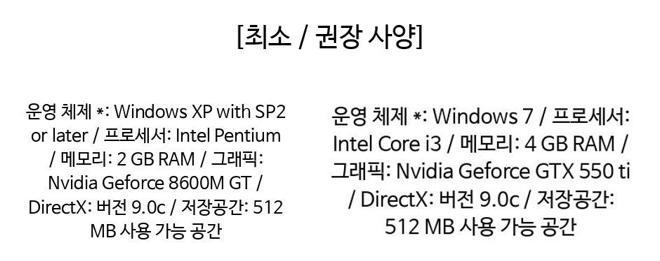 [최소 / 권장 사양]
운영 체제 *: Windows XP with SP2
or later / 프로세서: Intel Pentium
/ 메모리: 2 GB RAM / 그래픽:
Nvidia Geforce 8600M GT /
DirectX: 버전 9.0c / 저장공간: 512
MB 사용 가능 공간
운영 체제 *: Windows 7 / 프로세서:
Intel Core i3 / 메모리: 4 GB RAM /
그래픽: Nvidia Geforce GTX 550 ti
/ DirectX: 버전 9.0c / 저장공간:
512 MB 사용 가능 공간